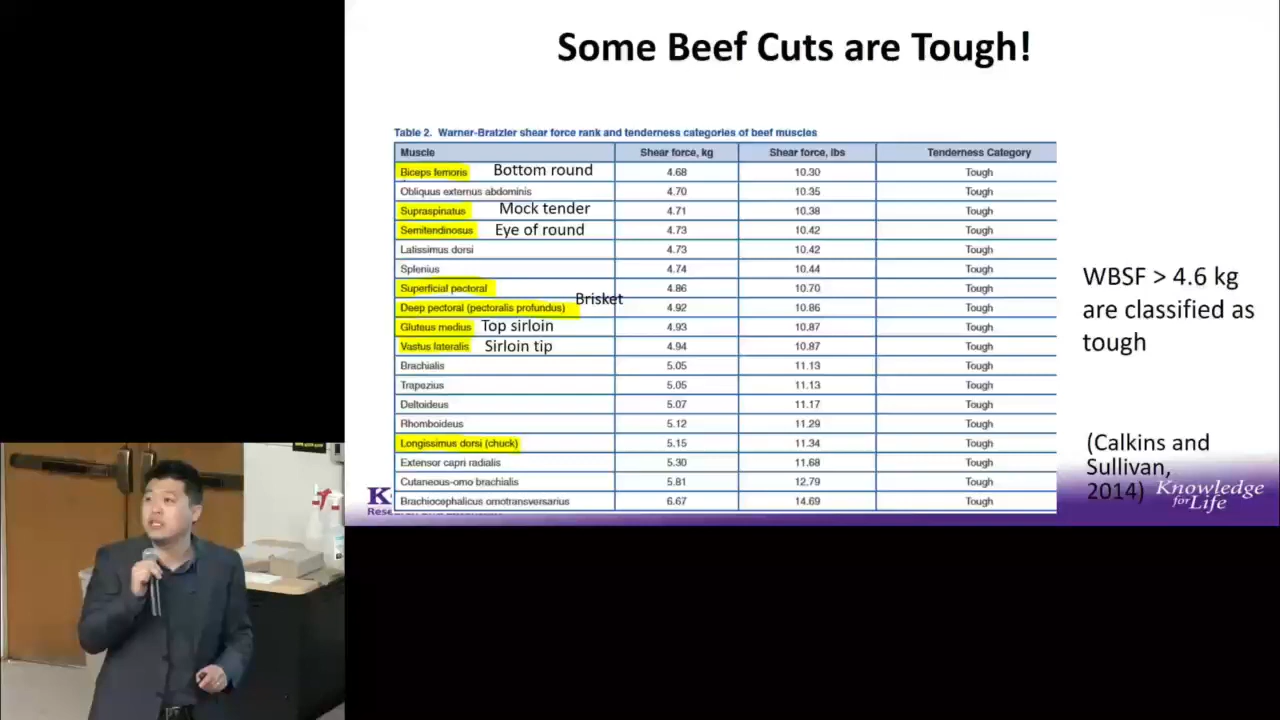 Some Beef Cuts are Tough!
Table 2. Warner-Bratzler shear force rank and tenderness categories of beef muscles
Muscle Shear force, kg Shear force, lbs Tenderness Category
Biceps femoris Bottom round 4.68 10.30 Tough
Obliquus externus abdominis 4.70 10.35 Tough
Supraspinatus Mock tender 4.71 10.38 Tough
Semitendinosus Eye of round 4.73 10.42 Tough
Latissimus dorsi 4.73 10.42 Tough
Splenius 4.74 10.44 Tough
Superficial pectoral 4.86 10.70 Tough
Brisket
Deep pectoral (pectoralis profundus) 4.92 10.86 Tough
Gluteus medius Top sirloin 4.93 10.87 Tough
Vastus lateralis Sirloin tip 4.94 10.87 Tough
Brachialis 5.05 11.13 Tough
Trapezius 5.05 11.13 Tough
Deltoideus 5.07 11.17 Tough
Rhomboideus 5.12 11.29 Tough
Longissimus dorsi (chuck) 5.15 11.34 Tough
Extensor capri radialis 5.30 11.68 Tough
Cutaneous-omo brachialis 5.81 12.79 Tough
Brachiocephalicus omotransversarius 6.67 14.69 Tough
WBSF > 4.6 kg
are classified as
tough
(Calkins and
Sullivan,
2014)
Knowledge
for Life
K